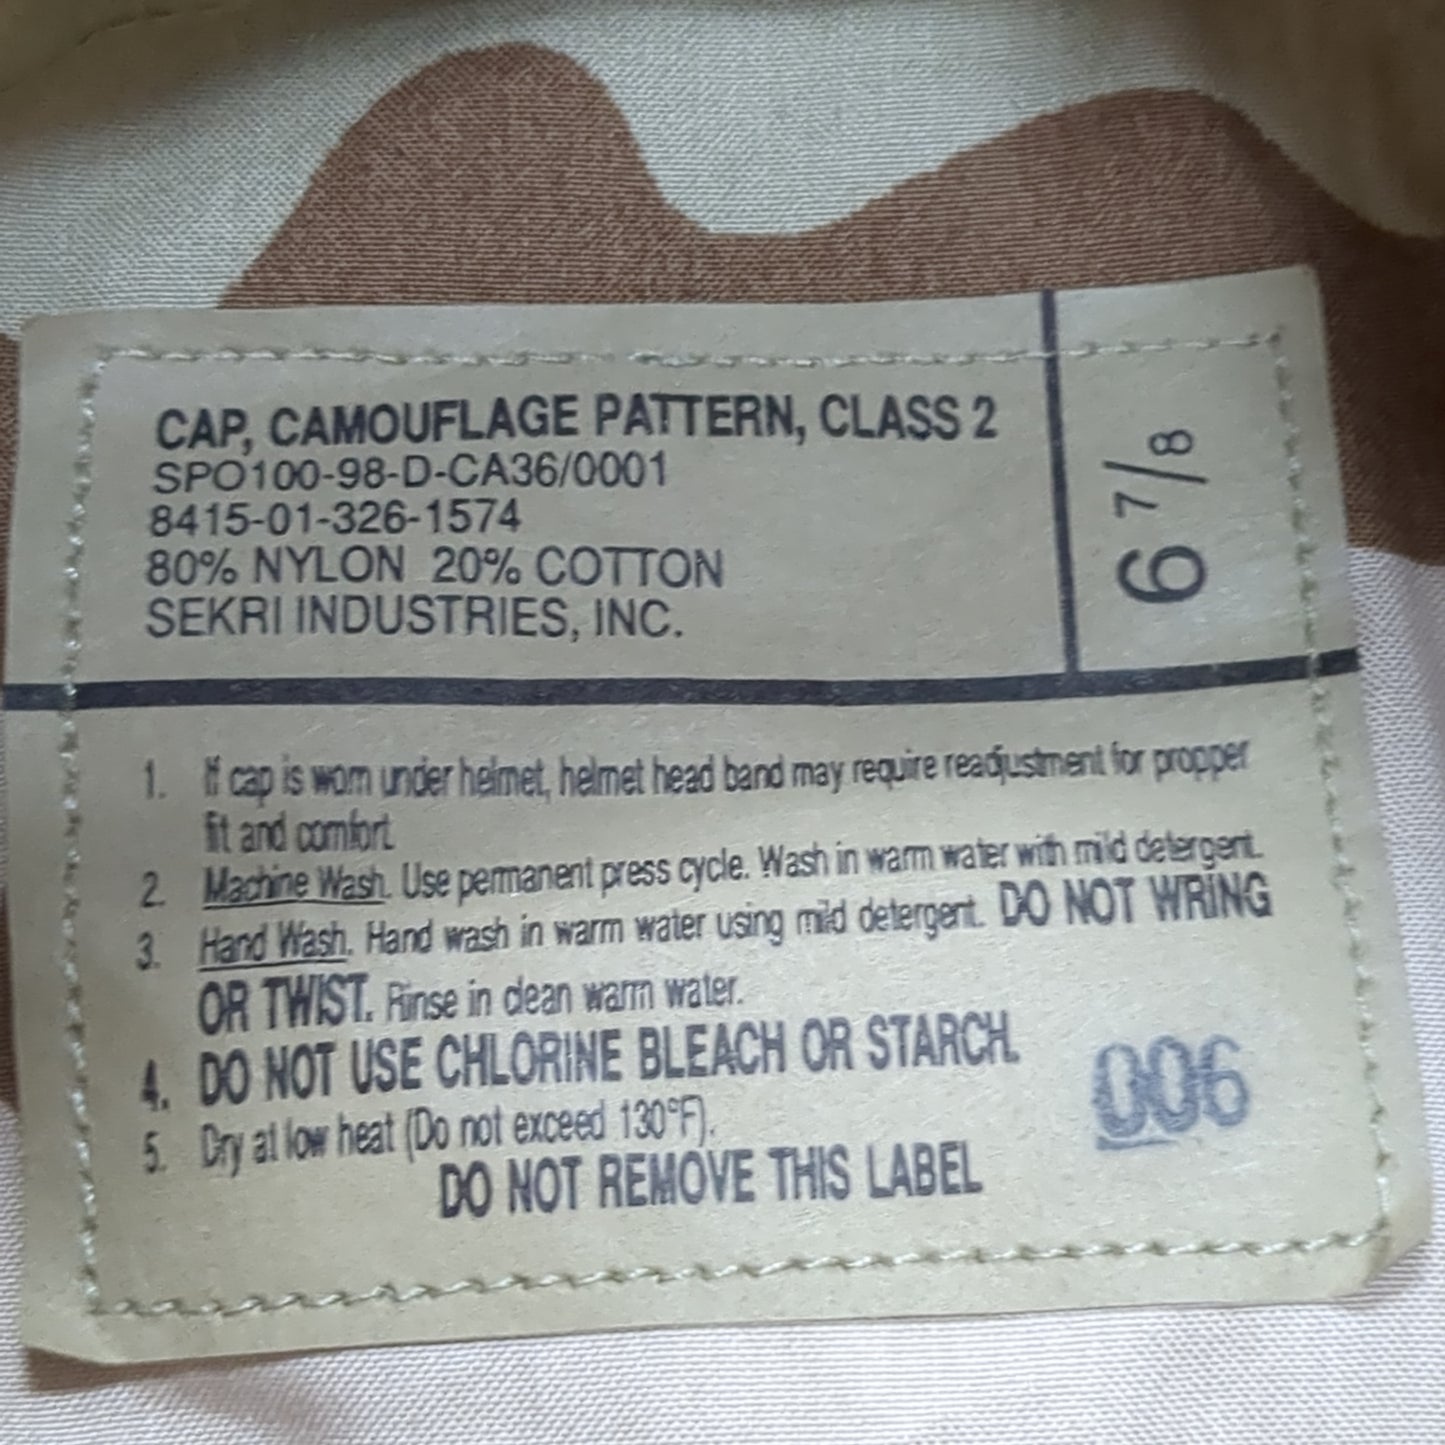 CAP, CAMOUFLAGE PATTERN, CLASS 2
SPO100-98-D-CA36/0001
8415-01-326-1574
80% NYLON 20% COTTON
SEKRI INDUSTRIES, INC.
6 7/8
1. If cap is worn under helmet, helmet head band may require readjustment for propper
fit and comfort
2. Machine Wash. Use permanent press cycle. Wash in warm water with mild detergent.
3. Hand Wash. Hand wash in warm water using mild detergent. DO NOT WRING
OR TWIST. Rinse in clean warm water.
4. DO NOT USE CHLORINE BLEACH OR STARCH.
5. Dry at low heat (Do not exceed 130°F).
DO NOT REMOVE THIS LABEL
006